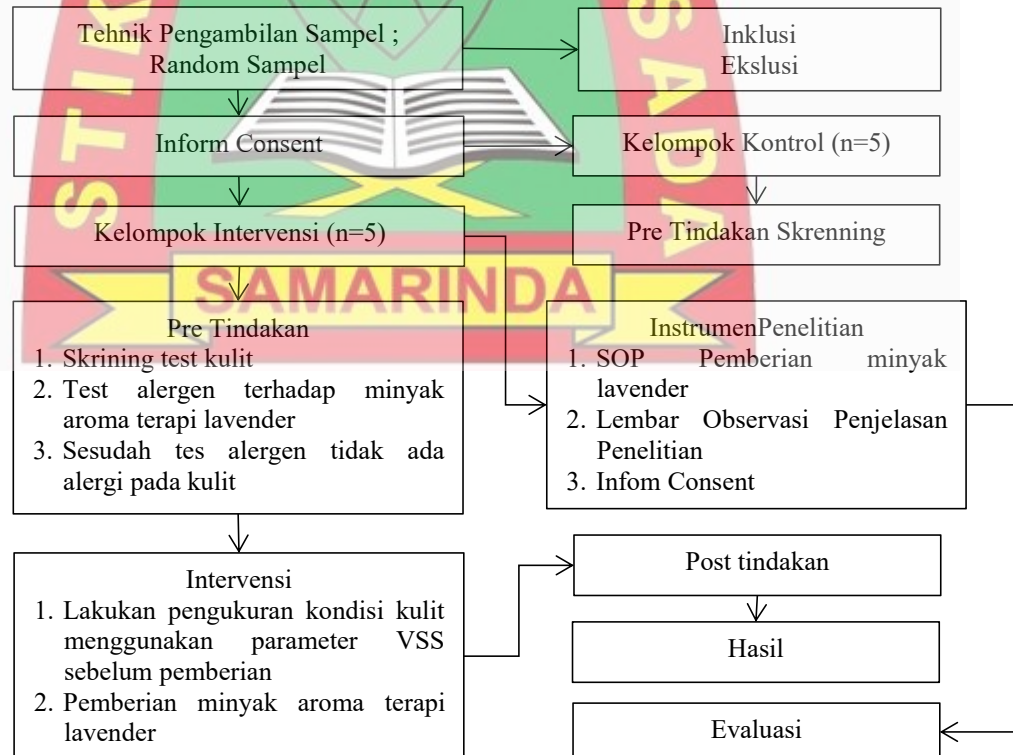 Tehnik Pengambilan Sampel ;
Random Sampel
Inklusi
Ekslusi
Inform Consent
Kelompok Kontrol (n=5)
Kelompok Intervensi (n=5)
Pre Tindakan Skrenning
Pre Tindakan
1. Skrining test kulit
2. Test alergen terhadap minyak
aroma terapi lavender
3. Sesudah tes alergen tidak ada
alergi pada kulit
InstrumenPenelitian
1. SOP Pemberian minyak
lavender
2. Lembar Observasi Penjelasan
Penelitian
3. Infom Consent
Intervensi
1. Lakukan pengukuran kondisi kulit
menggunakan parameter VSS
sebelum pemberian
2. Pemberian minyak aroma terapi
lavender
Post tindakan
Hasil
Evaluasi
STIK
SADA
SAMARINDA